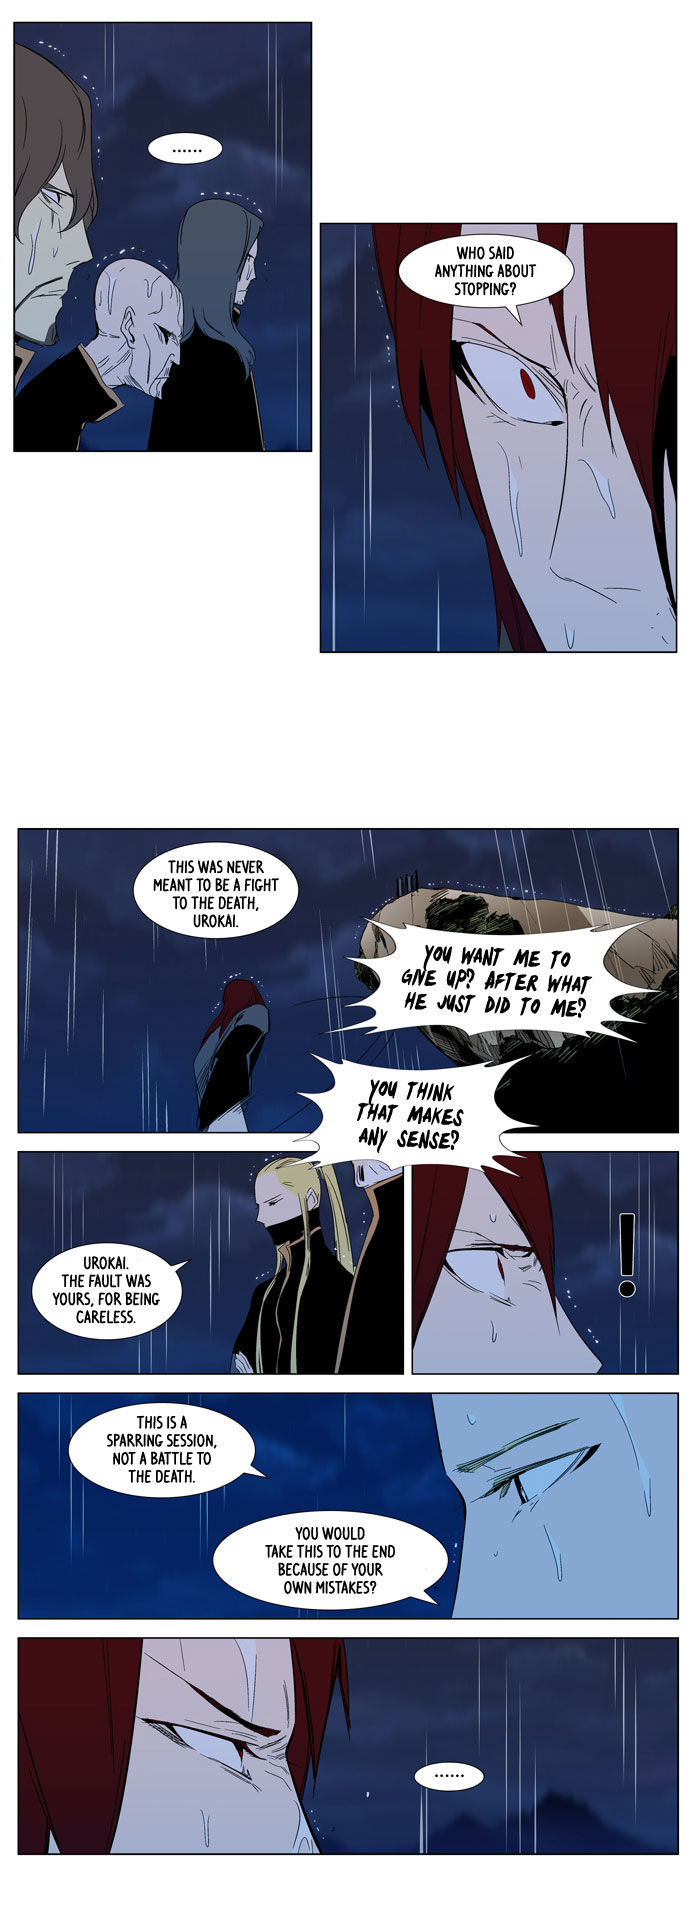 ......
WHO SAID
ANYTHING ABOUT
STOPPING?
THIS WAS NEVER
MEANT TO BE A FIGHT
TO THE DEATH,
UROKAI.
YOU WANT ME TO
GIVE UP? AFTER WHAT
HE JUST DID TO ME?
YOU THINK
THAT MAKES
ANY SENSE?
UROKAI.
THE FAULT WAS
YOURS, FOR BEING
CARELESS.
!
THIS IS A
SPARRING SESSION,
NOT A BATTLE TO
THE DEATH.
YOU WOULD
TAKE THIS TO THE END
BECAUSE OF YOUR
OWN MISTAKES?
......